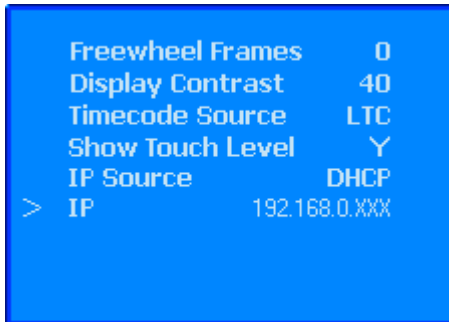 Freewheel Frames 0
Display Contrast 40
Timecode Source LTC
Show Touch Level Y
IP Source DHCP
> IP 192.168.0.XXX